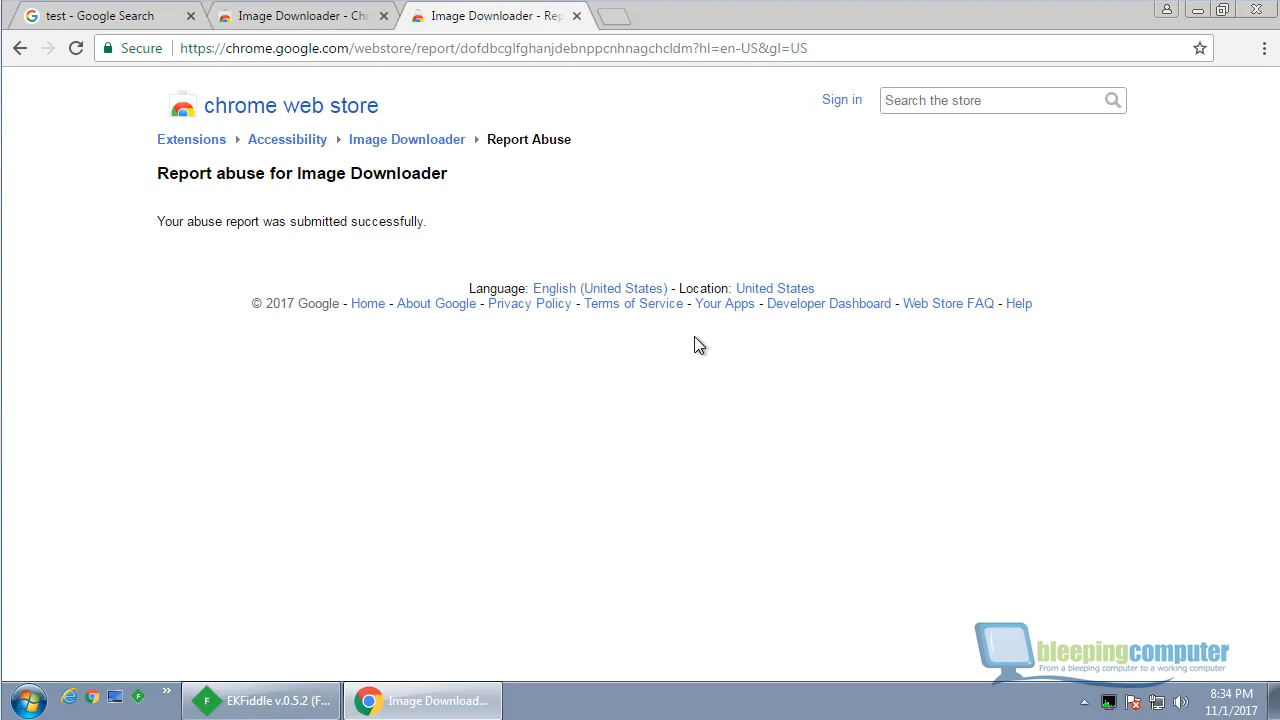 test - Google Search
Image Downloader - Chr
Image Downloader - Rep
Secure
https://chrome.google.com/webstore/report/dofdbcglfghanjdebnppcnhnagchcldm?hl=en-US&gl=US
chrome web store
Sign in
Search the store
Extensions
Accessibility
Image Downloader
Report Abuse
Report abuse for Image Downloader
Your abuse report was submitted successfully.
Language: English (United States) - Location: United States
© 2017 Google - Home - About Google - Privacy Policy - Terms of Service - Your Apps - Developer Dashboard - Web Store FAQ - Help
bleepingcomputer
From a bleeping computer to a working computer
F
F
EKFiddle v.0.5.2 (F...
Image Download...
8:34 PM
11/1/2017